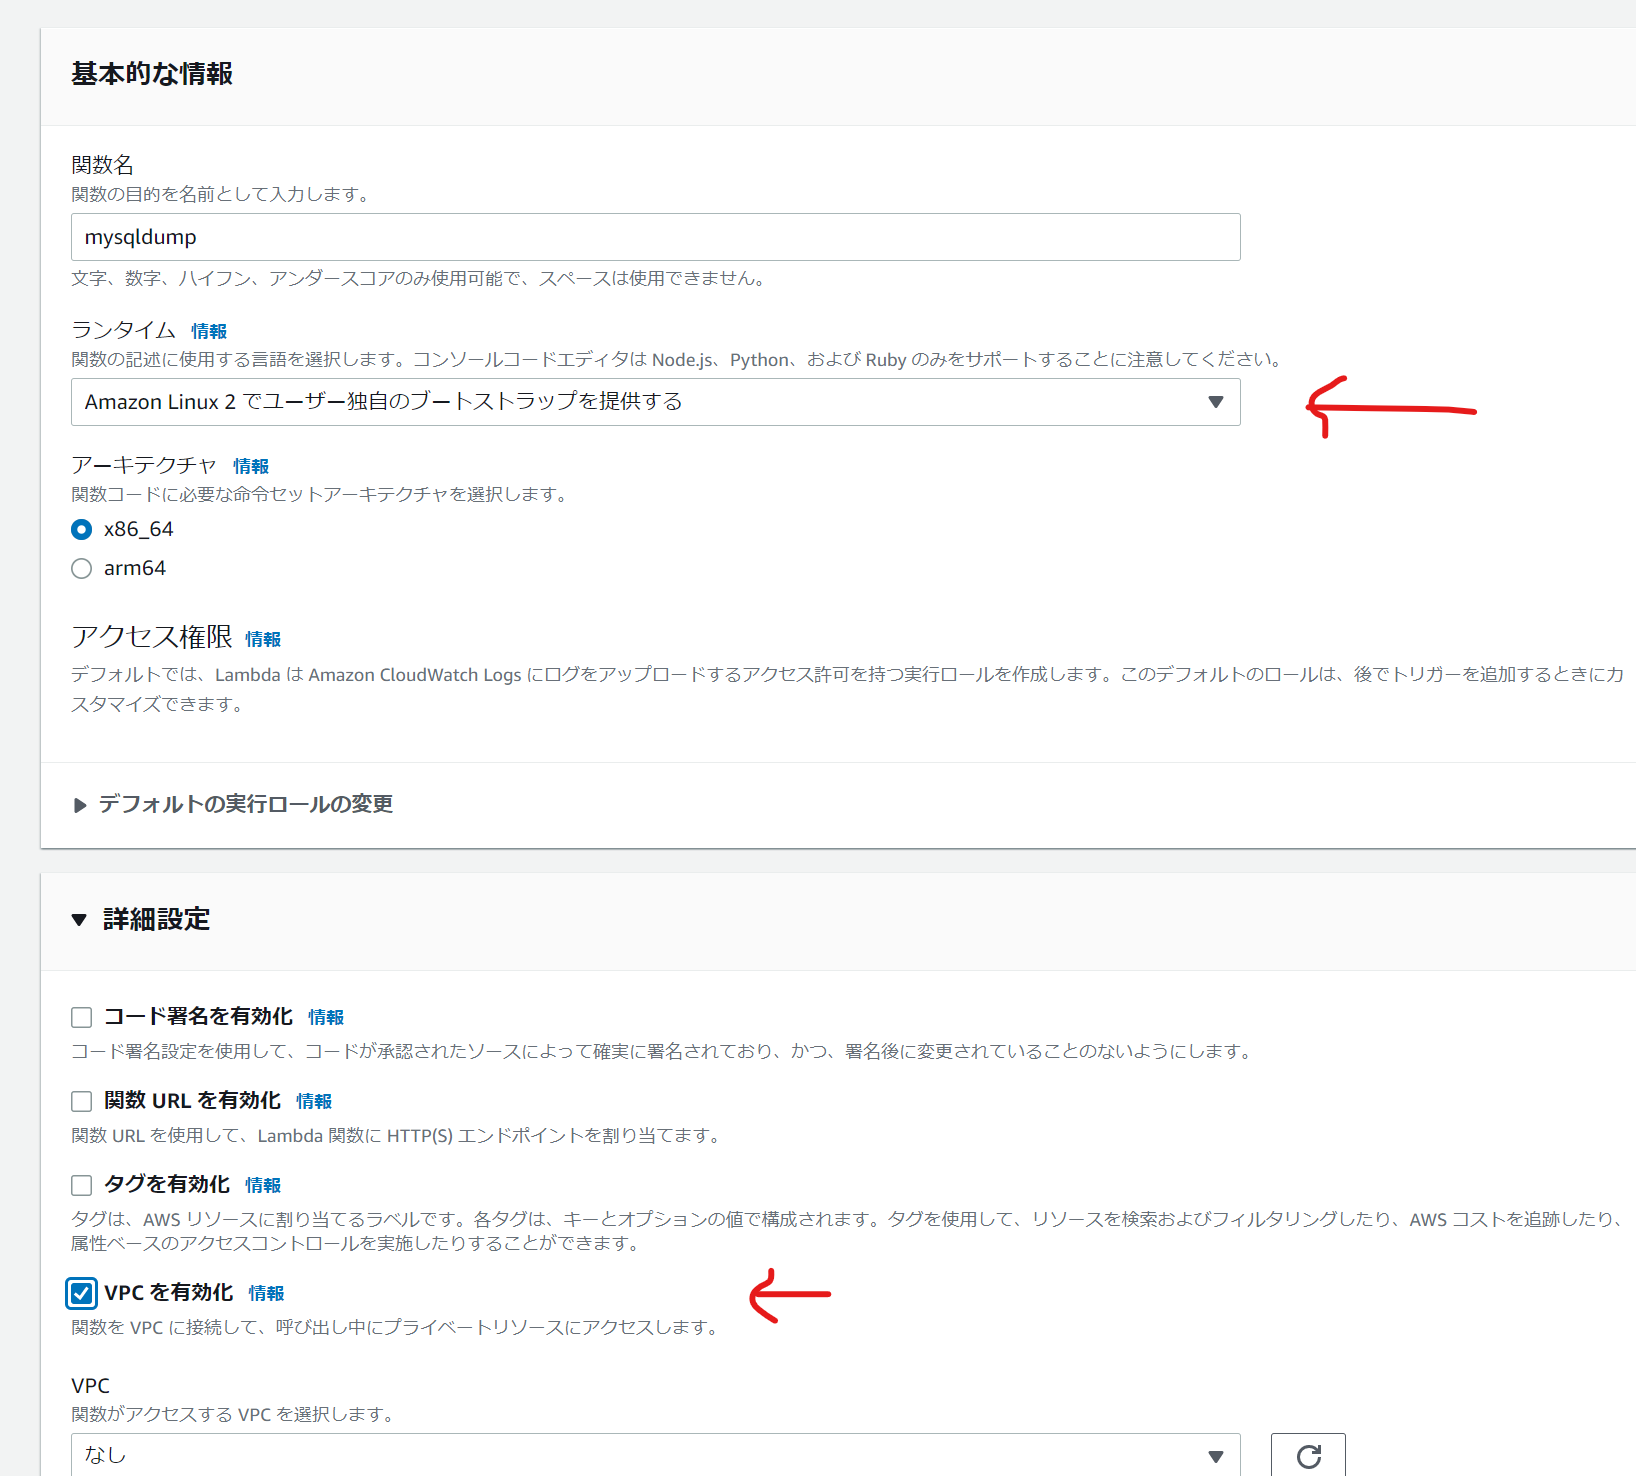 基本的な情報
関数名
関数の目的を名前として入力します。
mysqldump
文字、数字、ハイフン、アンダースコアのみ使用可能で、スペースは使用できません。
ランタイム 情報
関数の記述に使用する言語を選択します。コンソールコードエディタは Node.js、Python、および Ruby のみをサポートすることに注意してください。
Amazon Linux 2 でユーザー独自のブートストラップを提供する
アーキテクチャ 情報
関数コードに必要な命令セットアーキテクチャを選択します。
x86_64
arm64
アクセス権限 情報
デフォルトでは、Lambda は Amazon CloudWatch Logs にログをアップロードするアクセス許可を持つ実行ロールを作成します。このデフォルトのロールは、後でトリガーを追加するときにカ
スタマイズできます。
デフォルトの実行ロールの変更
詳細設定
コード署名を有効化 情報
コード署名設定を使用して、コードが承認されたソースによって確実に署名されており、かつ、署名後に変更されていることのないようにします。
関数 URL を有効化 情報
関数 URL を使用して、Lambda 関数に HTTP(S) エンドポイントを割り当てます。
タグを有効化 情報
タグは、AWS リソースに割り当てるラベルです。各タグは、キーとオプションの値で構成されます。タグを使用して、リソースを検索およびフィルタリングしたり、AWS コストを追跡したり、
属性ベースのアクセスコントロールを実施したりすることができます。
VPC を有効化 情報
関数を VPC に接続して、呼び出し中にプライベートリソースにアクセスします。
VPC
関数がアクセスする VPC を選択します。
なし